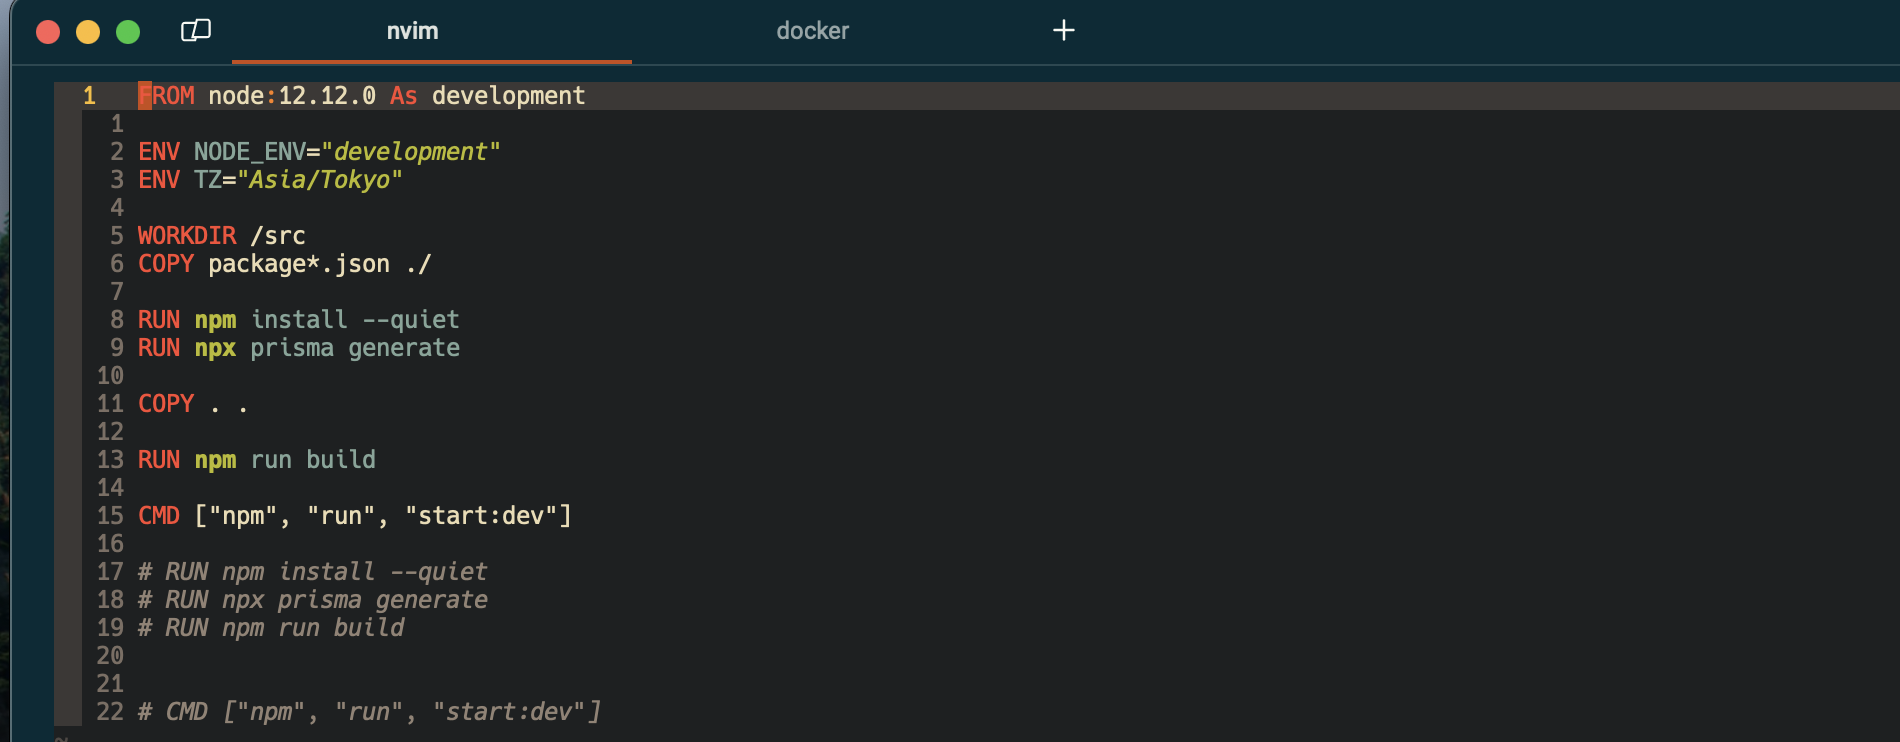 nvim docker +
1 FROM node:12.12.0 As development
1
2 ENV NODE_ENV="development"
3 ENV TZ="Asia/Tokyo"
4
5 WORKDIR /src
6 COPY package*.json ./
7
8 RUN npm install --quiet
9 RUN npx prisma generate
10
11 COPY . .
12
13 RUN npm run build
14
15 CMD ["npm", "run", "start:dev"]
16
17 # RUN npm install --quiet
18 # RUN npx prisma generate
19 # RUN npm run build
20
21
22 # CMD ["npm", "run", "start:dev"]
~